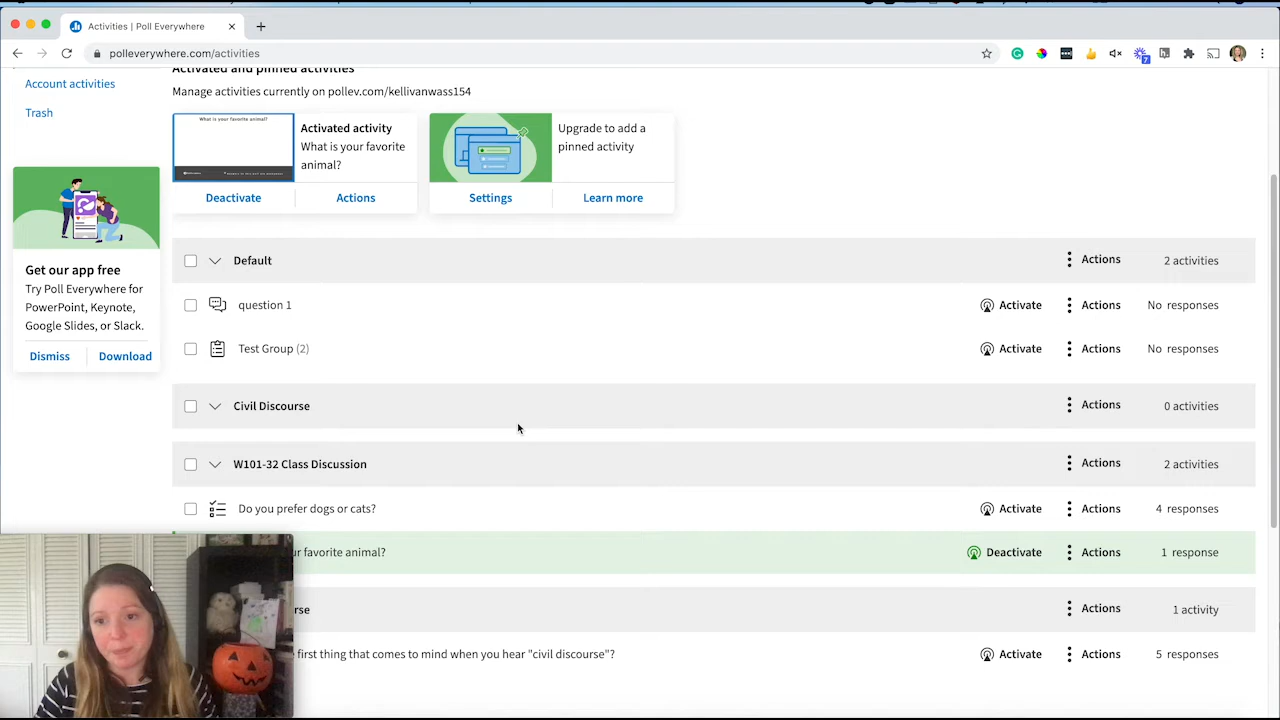 Activities | Poll Everywhere
polleverywhere.com/activities
7
Account activities
Trash
Activated and pinned activities
Manage activities currently on pollev.com/kellivanwass154
What is your favorite animal?
Activated activity
What is your favorite
animal?
Deactivate
Actions
Upgrade to add a
pinned activity
Settings
Learn more
Get our app free
Try Poll Everywhere for
PowerPoint, Keynote,
Google Slides, or Slack.
Dismiss
Download
Default
Actions
2 activities
question 1
Activate
Actions
No responses
Test Group (2)
Activate
Actions
No responses
Civil Discourse
Actions
0 activities
W101-32 Class Discussion
Actions
2 activities
Do you prefer dogs or cats?
Activate
Actions
4 responses
ur favorite animal?
Deactivate
Actions
1 response
rse
Actions
1 activity
first thing that comes to mind when you hear "civil discourse"?
Activate
Actions
5 responses